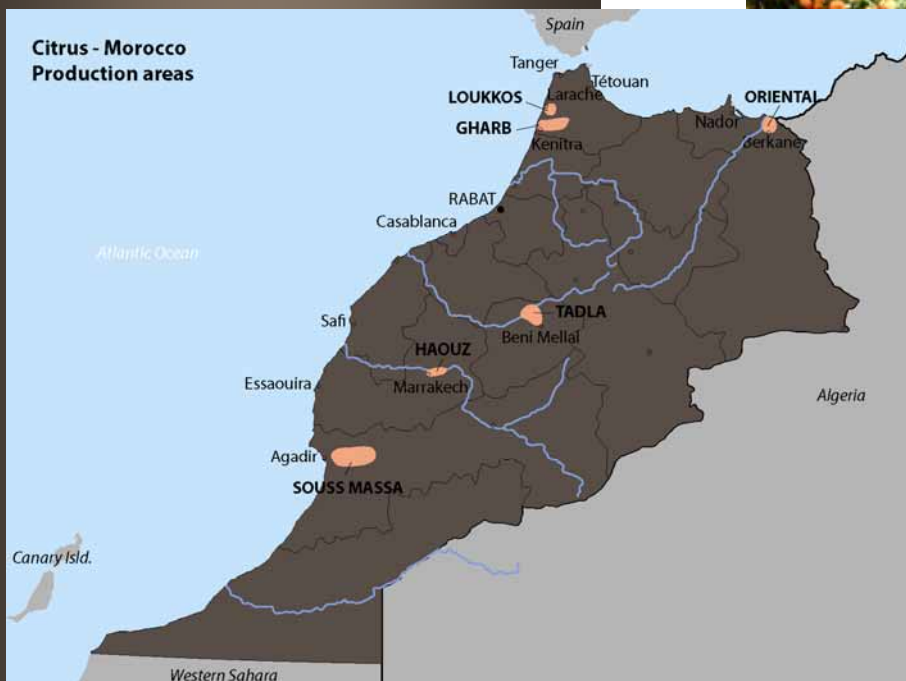 Citrus - Morocco
Production areas
Spain
Tanger
Tétouan
LOUKKOS
Larache
ORIENTAL
GHARB
Nador
Kenitra
Berkane
RABAT
Casablanca
Atlantic Ocean
Safi
TADLA
Beni Mellal
HAOUZ
Essaouira
Marrakech
Algeria
Agadir
SOUSS MASSA
Canary Isld.
Western Sahara